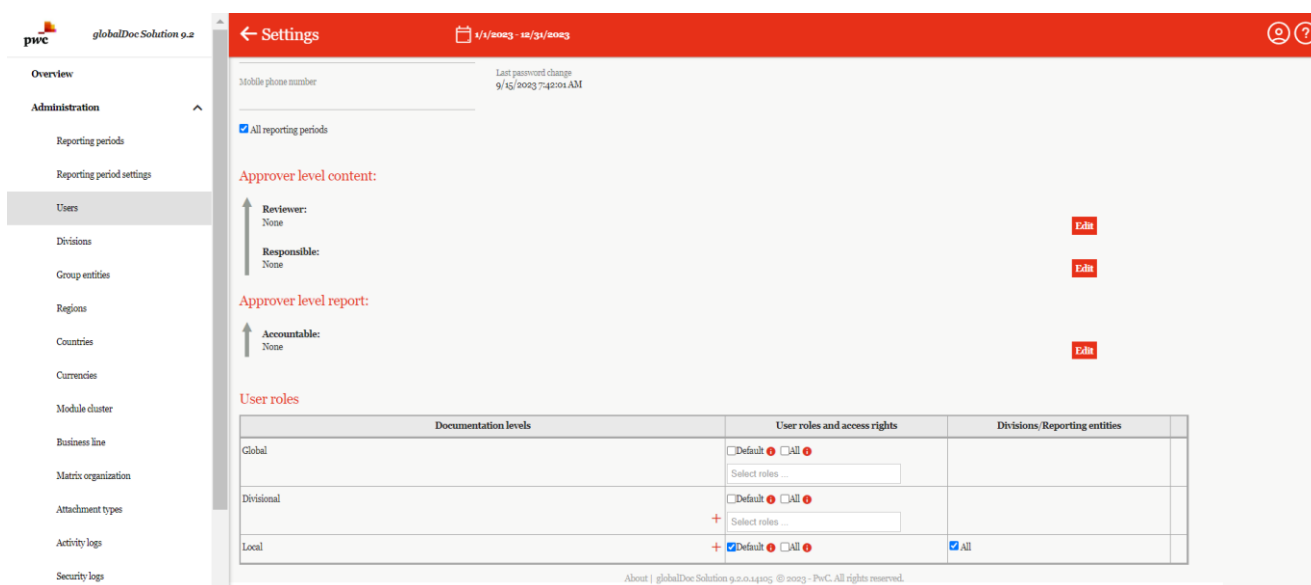 pwc
globalDoc Solution 9.2
Overview
Administration
Reporting periods
Reporting period settings
Users
Divisions
Group entities
Regions
Countries
Currencies
Module cluster
Business line
Matrix organization
Attachment types
Activity logs
Security logs
Settings
1/1/2023 - 12/31/2023
?
Mobile phone number
Last password change
9/15/2023 7:42:01 AM
All reporting periods
Approver level content:
Reviewer:
None
Edit
Responsible:
None
Edit
Approver level report:
Accountable:
None
Edit
User roles
Documentation levels User roles and access rights Divisions/Reporting entities
Global Default All
Select roles ...
Divisional Default All
+ Select roles ...
Local + Default All All
About | globalDoc Solution 9.2.0.14105 © 2023 - PwC. All rights reserved.